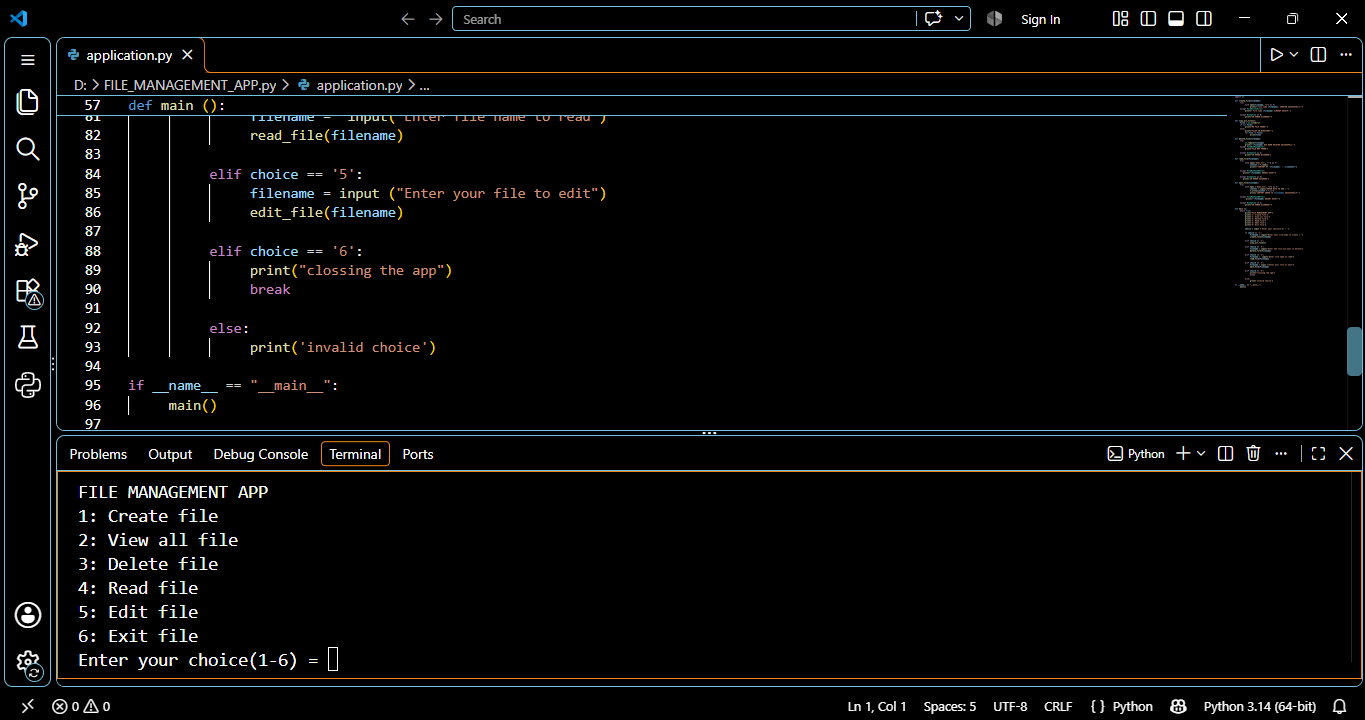 Search
Sign In
application.py
D: > FILE_MANAGEMENT_APP.py > application.py > ...
57 def main ():
81 filename = input("Enter file name to read")
82 read_file(filename)
83
84 elif choice == '5':
85 filename = input ("Enter your file to edit")
86 edit_file(filename)
87
88 elif choice == '6':
89 print("clossing the app")
90 break
91
92 else:
93 print('invalid choice')
94
95 if __name__ == "__main__":
96 main()
97
Problems Output Debug Console Terminal Ports
Python
FILE MANAGEMENT APP
1: Create file
2: View all file
3: Delete file
4: Read file
5: Edit file
6: Exit file
Enter your choice(1-6) =
0 0 Ln 1, Col 1 Spaces: 5 UTF-8 CRLF { } Python Python 3.14 (64-bit)